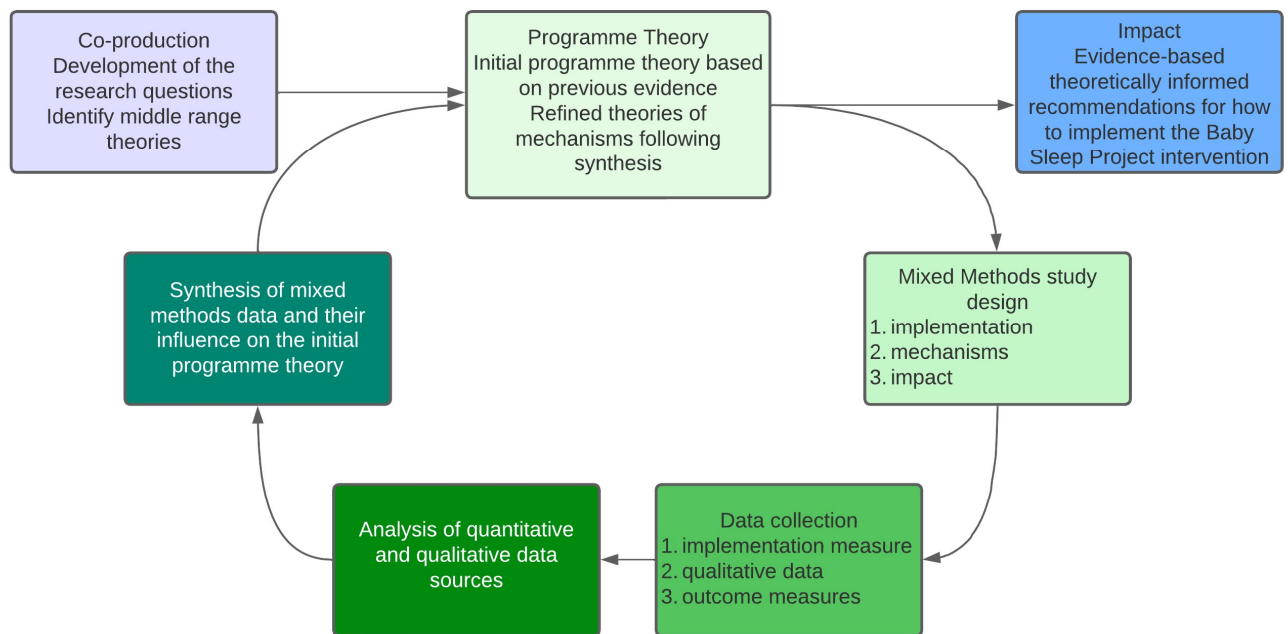 Co-production
Development of the
research questions
Identify middle range
theories
Programme Theory
Initial programme theory based
on previous evidence
Refined theories of
mechanisms following
synthesis
Impact
Evidence-based
theoretically informed
recommendations for how
to implement the Baby
Sleep Project intervention
Synthesis of mixed
methods data and their
influence on the initial
programme theory
Mixed Methods study
design
1. implementation
2. mechanisms
3. impact
Analysis of quantitative
and qualitative data
sources
Data collection
1. implementation measure
2. qualitative data
3. outcome measures